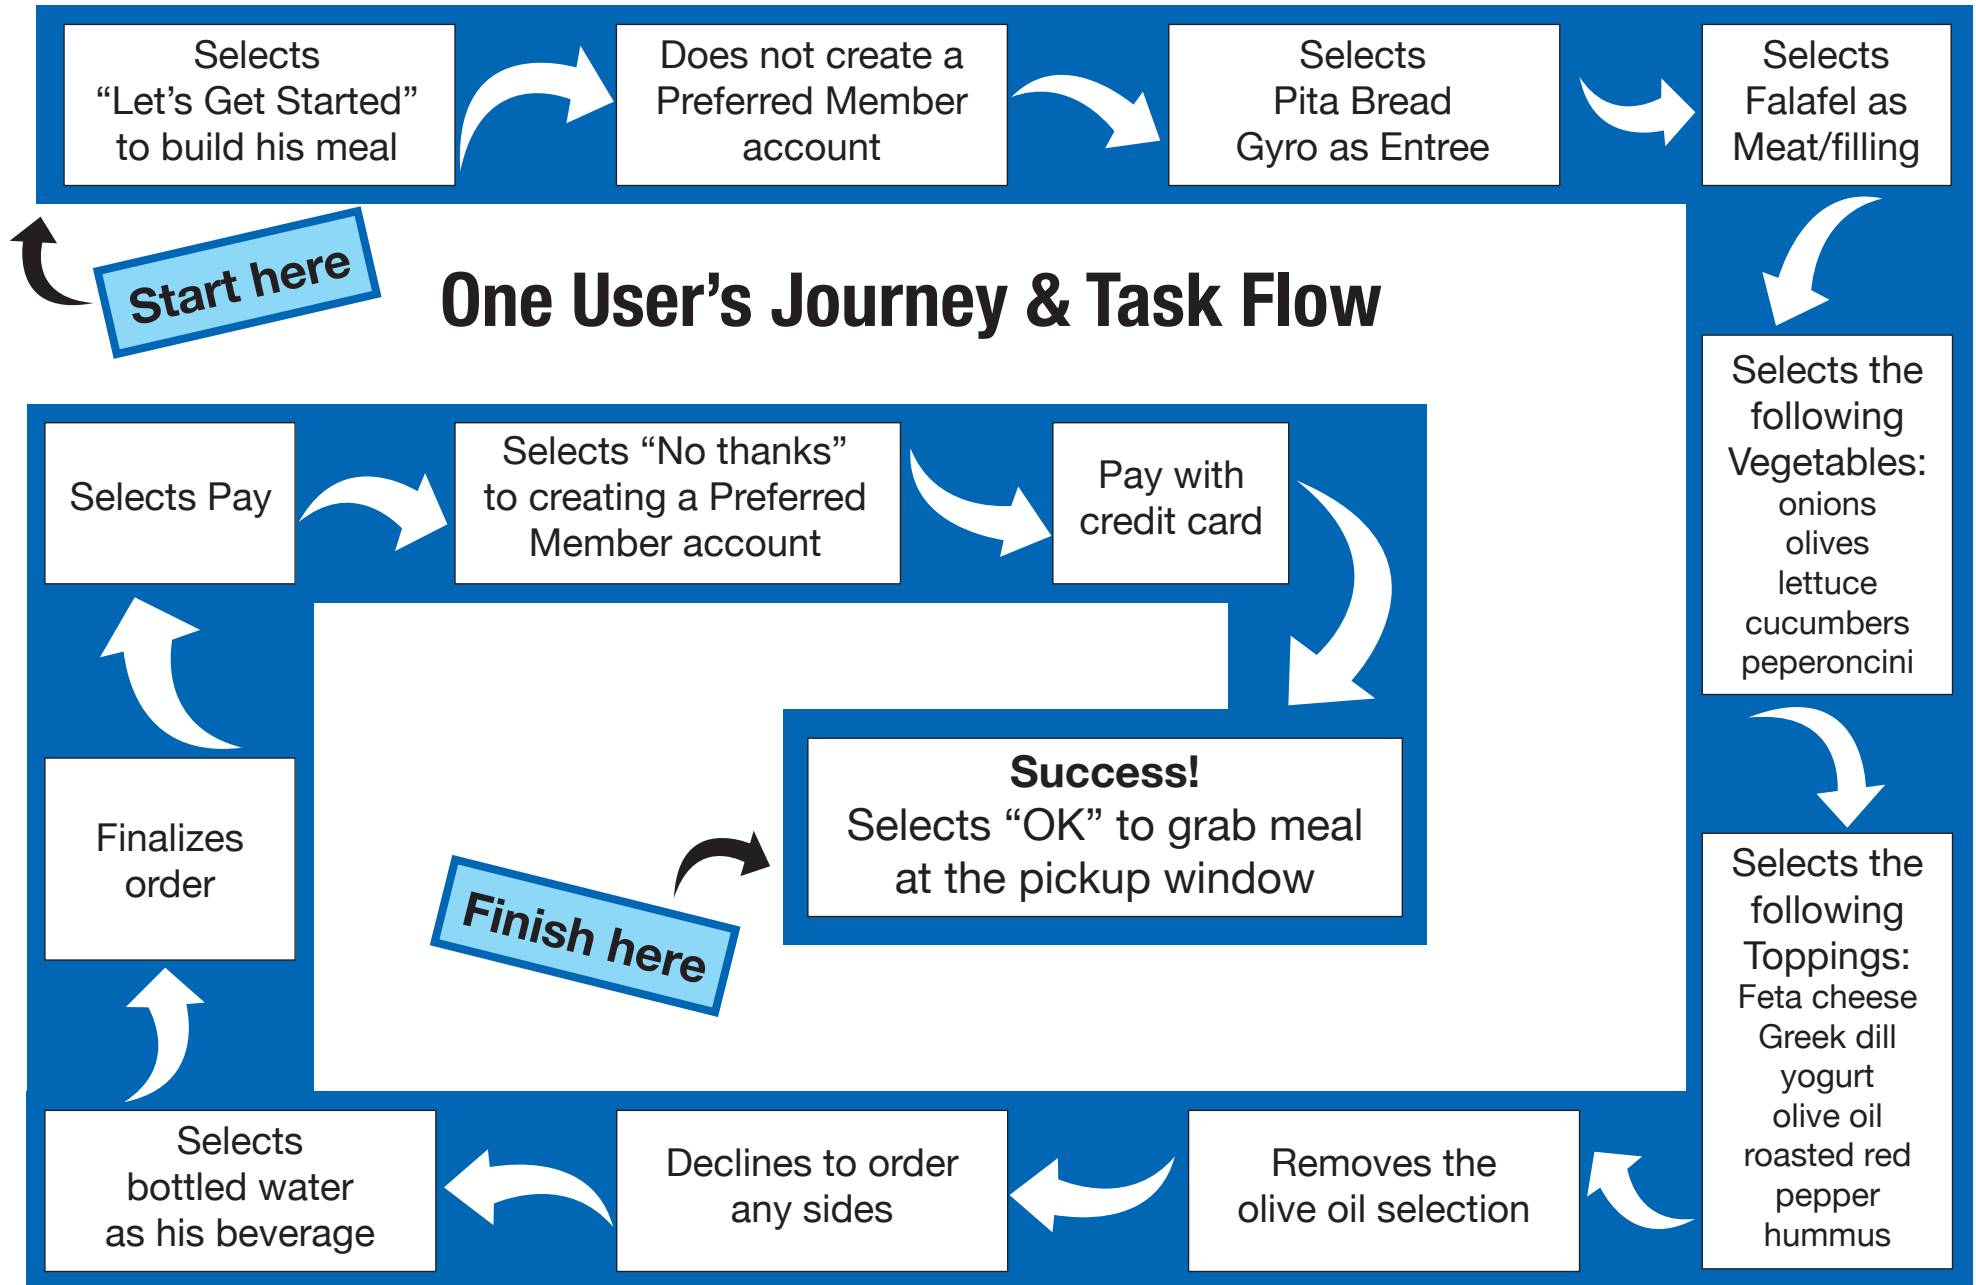 Selects
“Let’s Get Started”
to build his meal
Does not create a
Preferred Member
account
Selects
Pita Bread
Gyro as Entree
Selects
Falafel as
Meat/filling
Start here
One User’s Journey & Task Flow
Selects the
following
Vegetables:
onions
olives
lettuce
cucumbers
peperoncini
Selects the
following
Toppings:
Feta cheese
Greek dill
yogurt
olive oil
roasted red
pepper
hummus
Removes the
olive oil selection
Declines to order
any sides
Selects
bottled water
as his beverage
Finalizes
order
Selects Pay
Selects “No thanks”
to creating a Preferred
Member account
Pay with
credit card
Success!
Selects “OK” to grab meal
at the pickup window
Finish here